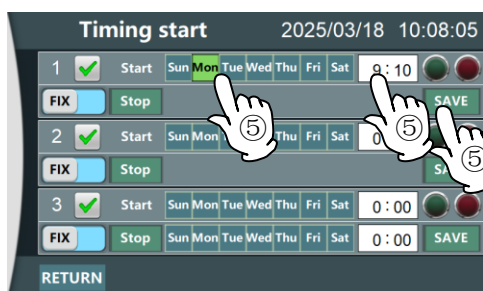 Timing start 2025/03/18 10:08:05
1 Start Sun Mon Tue Wed Thu Fri Sat 9:10
FIX Stop ⑤ ⑤ SAVE
2 Start Sun Mon Tue Wed Thu Fri Sat 0
FIX Stop ⑤
3 Start Sun Mon Tue Wed Thu Fri Sat 0:00
FIX Stop Sun Mon Tue Wed Thu Fri Sat 0:00 SAVE
RETURN